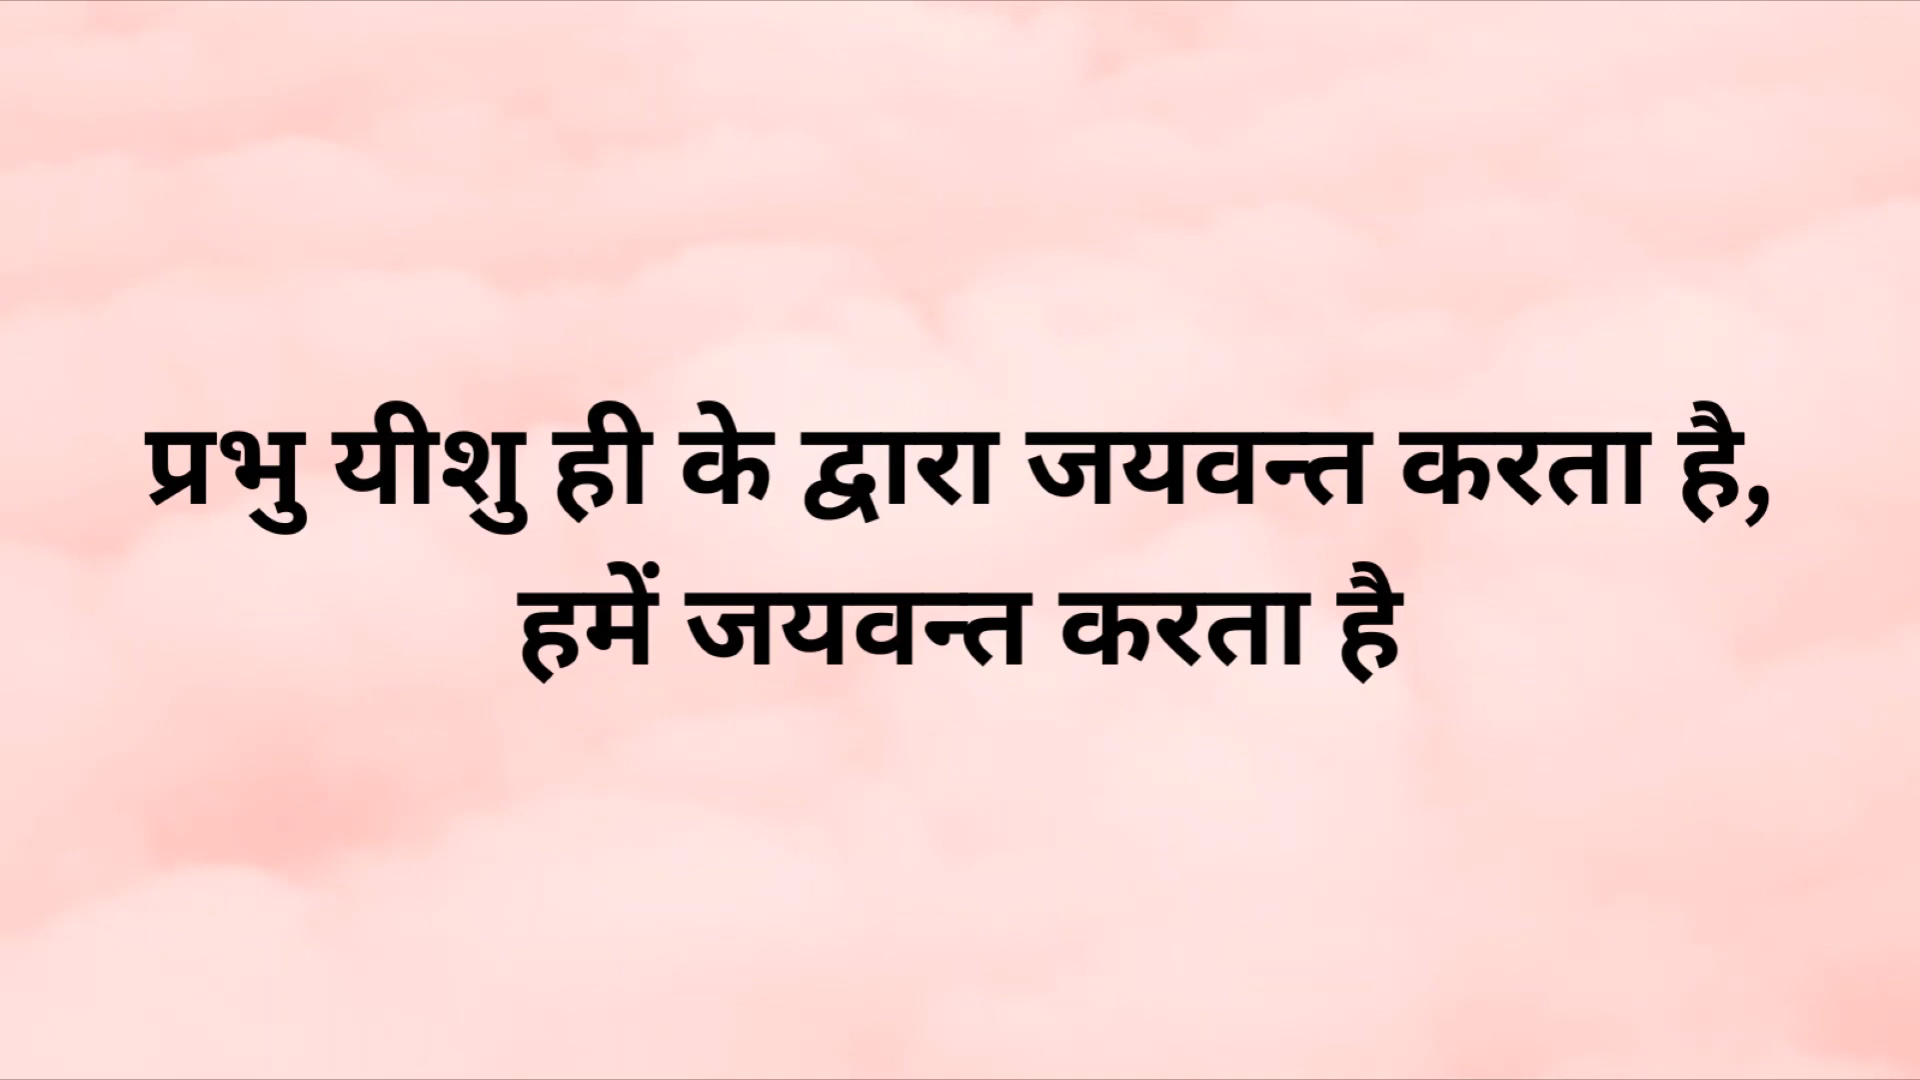 प्रभु यीशु ही के द्वारा जयवन्त करता है,
हमें जयवन्त करता है